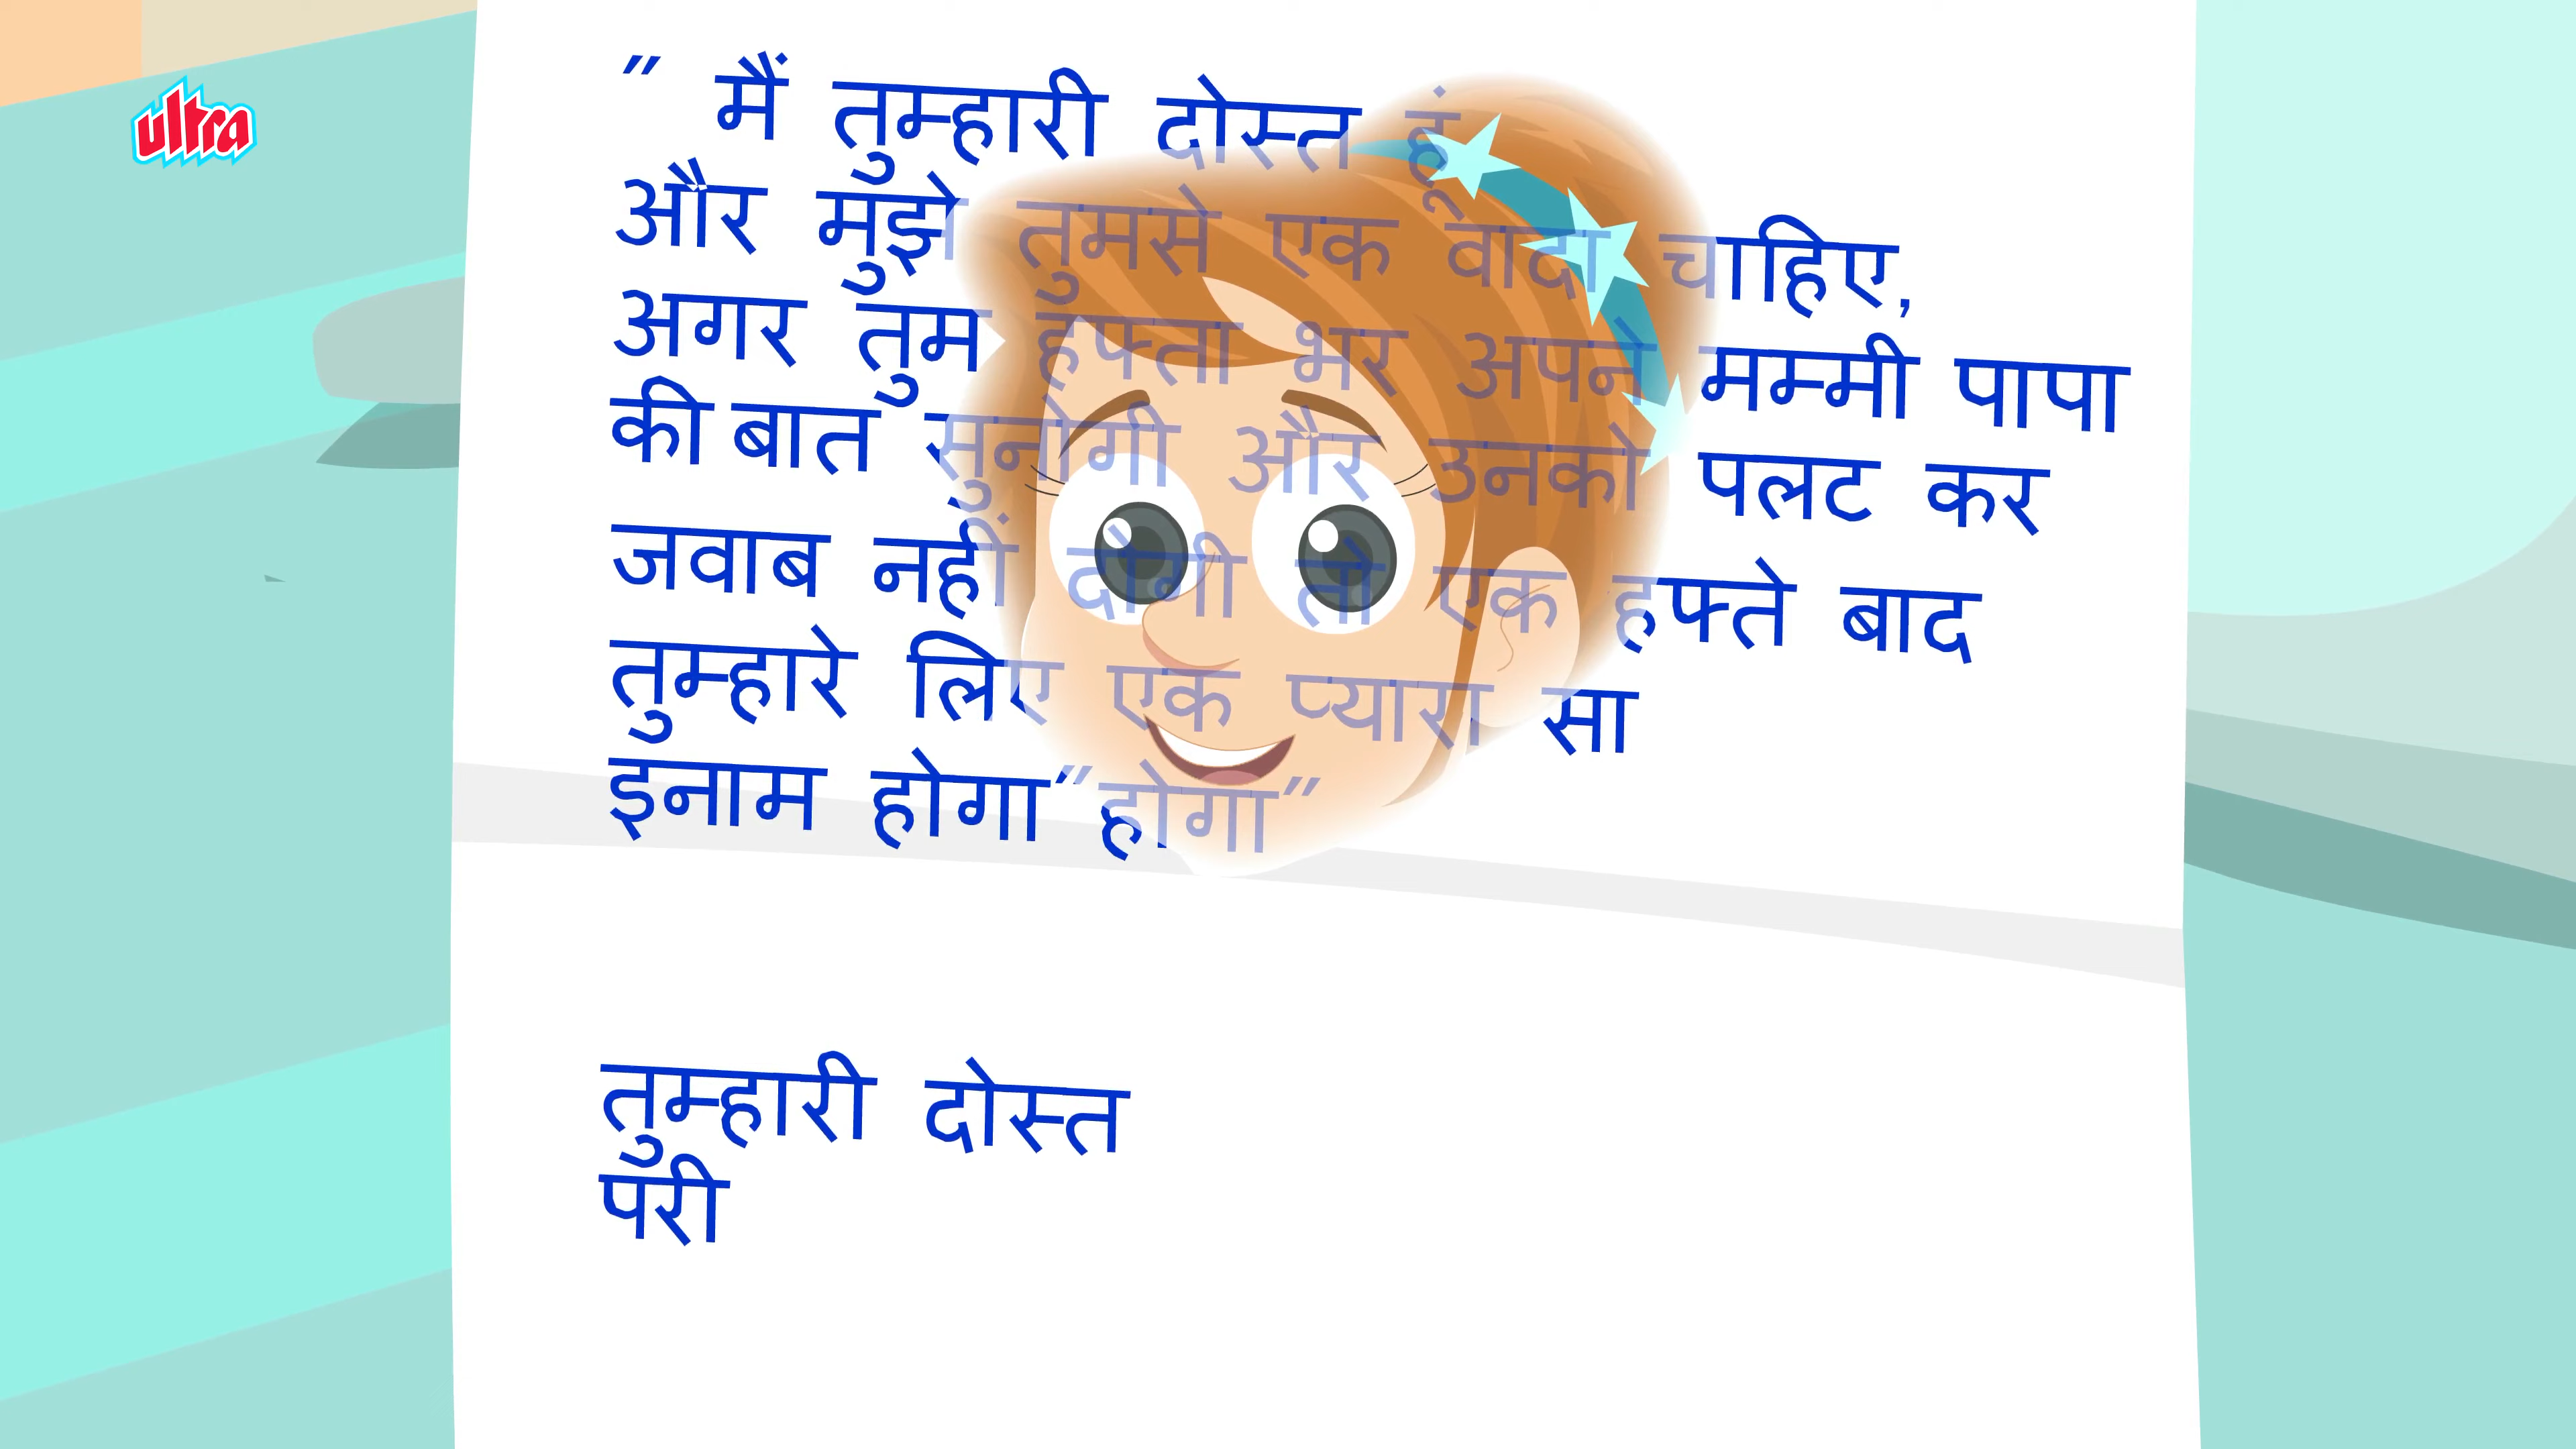 ultra
" मैं तुम्हारी दोस्त हूं
और मुझे तुमसे एक वादा चाहिए,
अगर तुम हफ्ता भर अपने मम्मी पापा
की बात सुनोगी और उनको पलट कर
जवाब नहीं दोगी तो एक हफ्ते बाद
तुम्हारे लिए एक प्यारा सा
इनाम होगा"होगा"
तुम्हारी दोस्त
परी